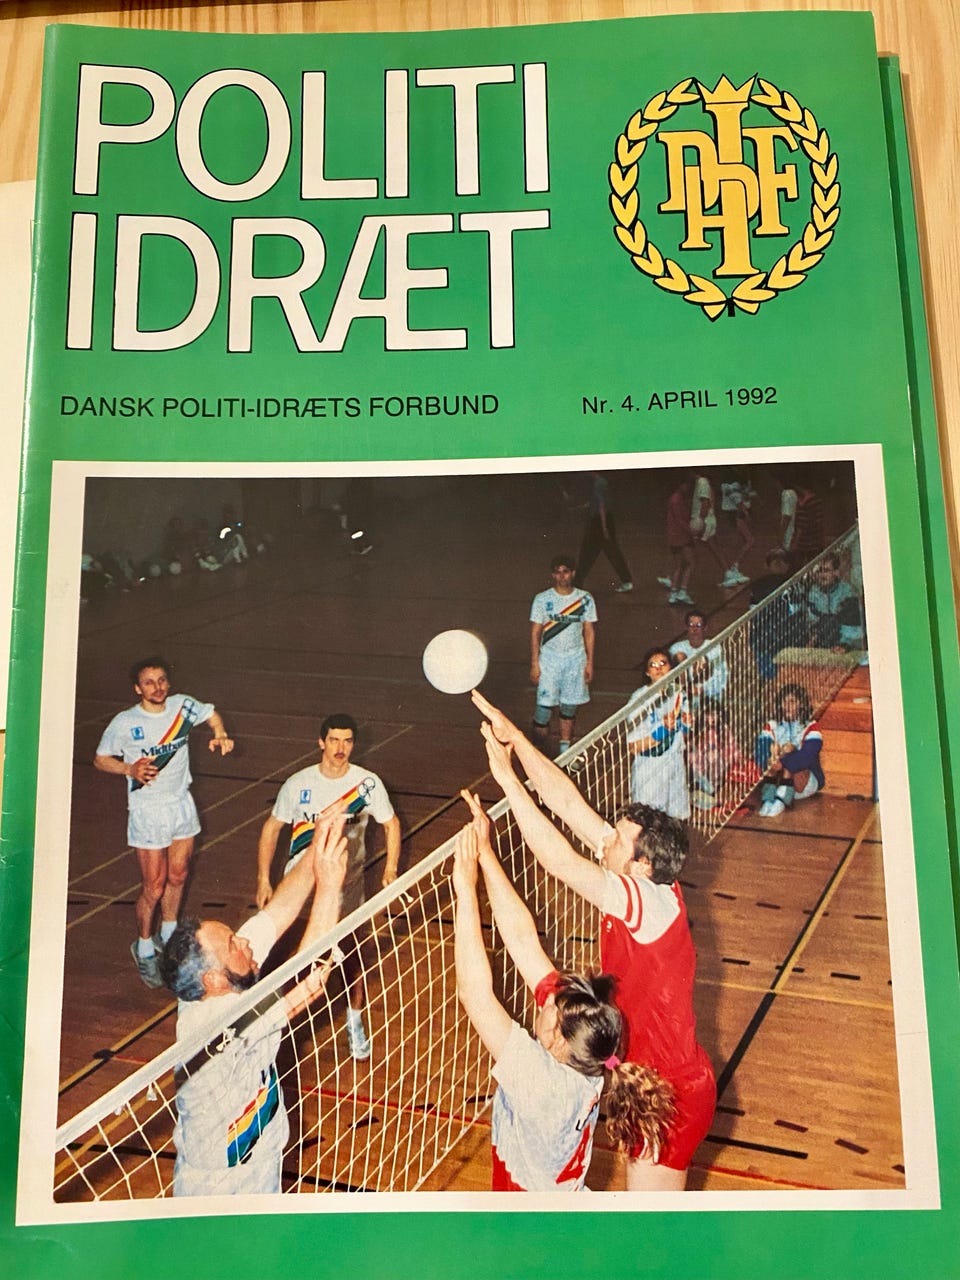 POLITI
IDRÆT
DPIF
DANSK POLITI-IDRÆTS FORBUND
Nr. 4. APRIL 1992